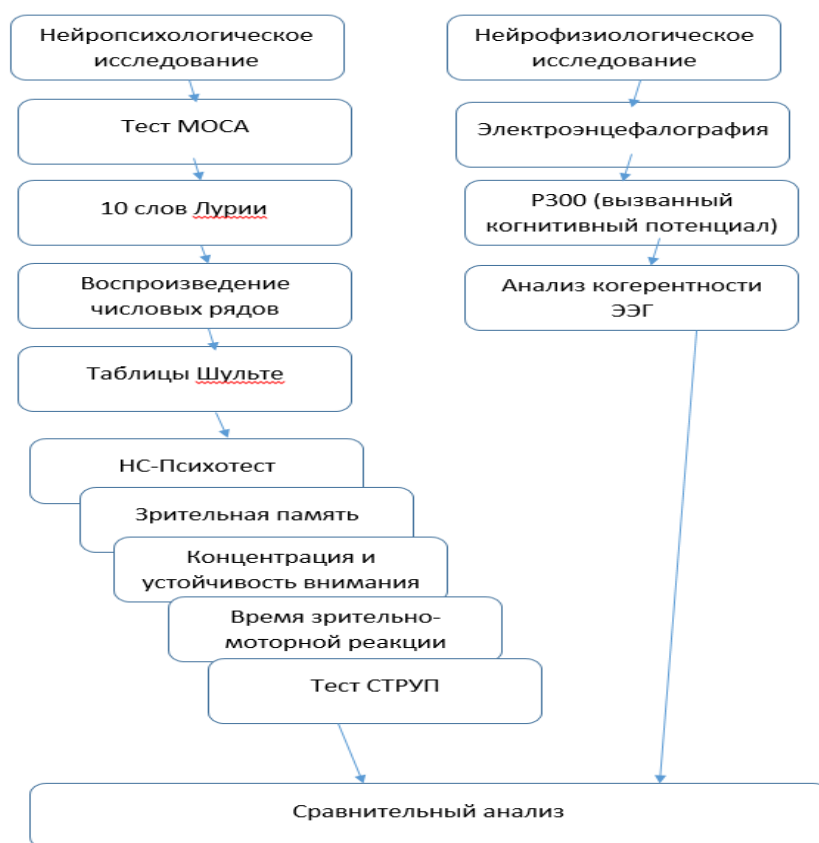 Нейропсихологическое
исследование
Тест МОСА
10 слов Лурии
Воспроизведение
числовых рядов
Таблицы Шульте
НС-Психотест
Зрительная память
Концентрация и
устойчивость внимания
Время зрительно-
моторной реакции
Тест СТРУП
Нейрофизиологическое
исследование
Электроэнцефалография
Р300 (вызванный
когнитивный потенциал)
Анализ когерентности
ЭЭГ
Сравнительный анализ